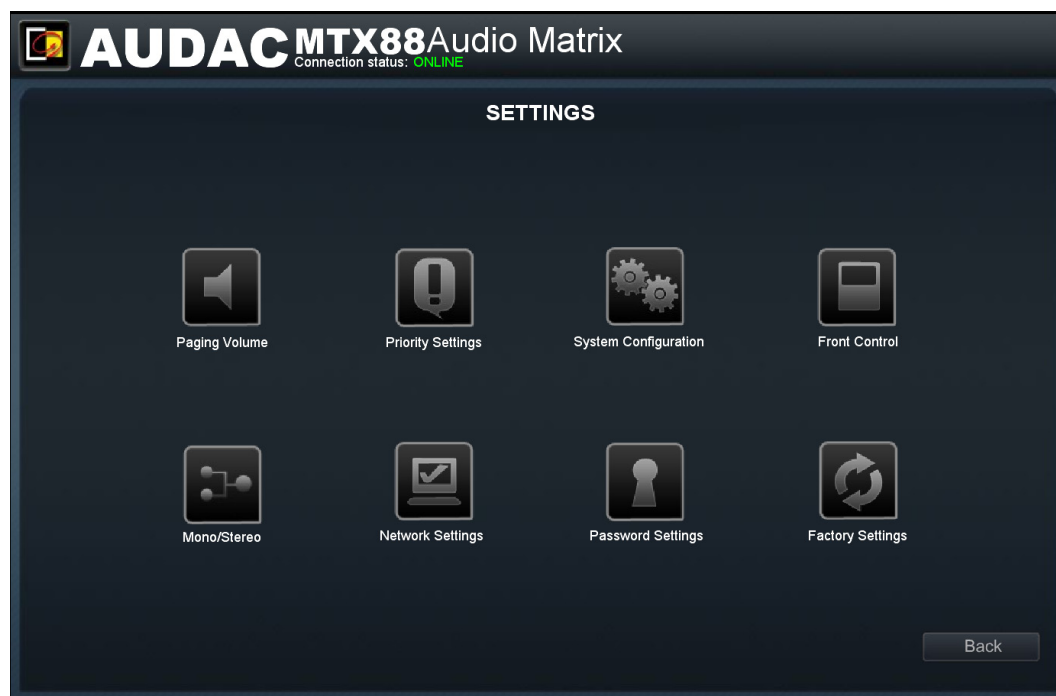 AUDAC MTX88 Audio Matrix
Connection status: ONLINE
SETTINGS
Paging Volume
Priority Settings
System Configuration
Front Control
Mono/Stereo
Network Settings
Password Settings
Factory Settings
Back